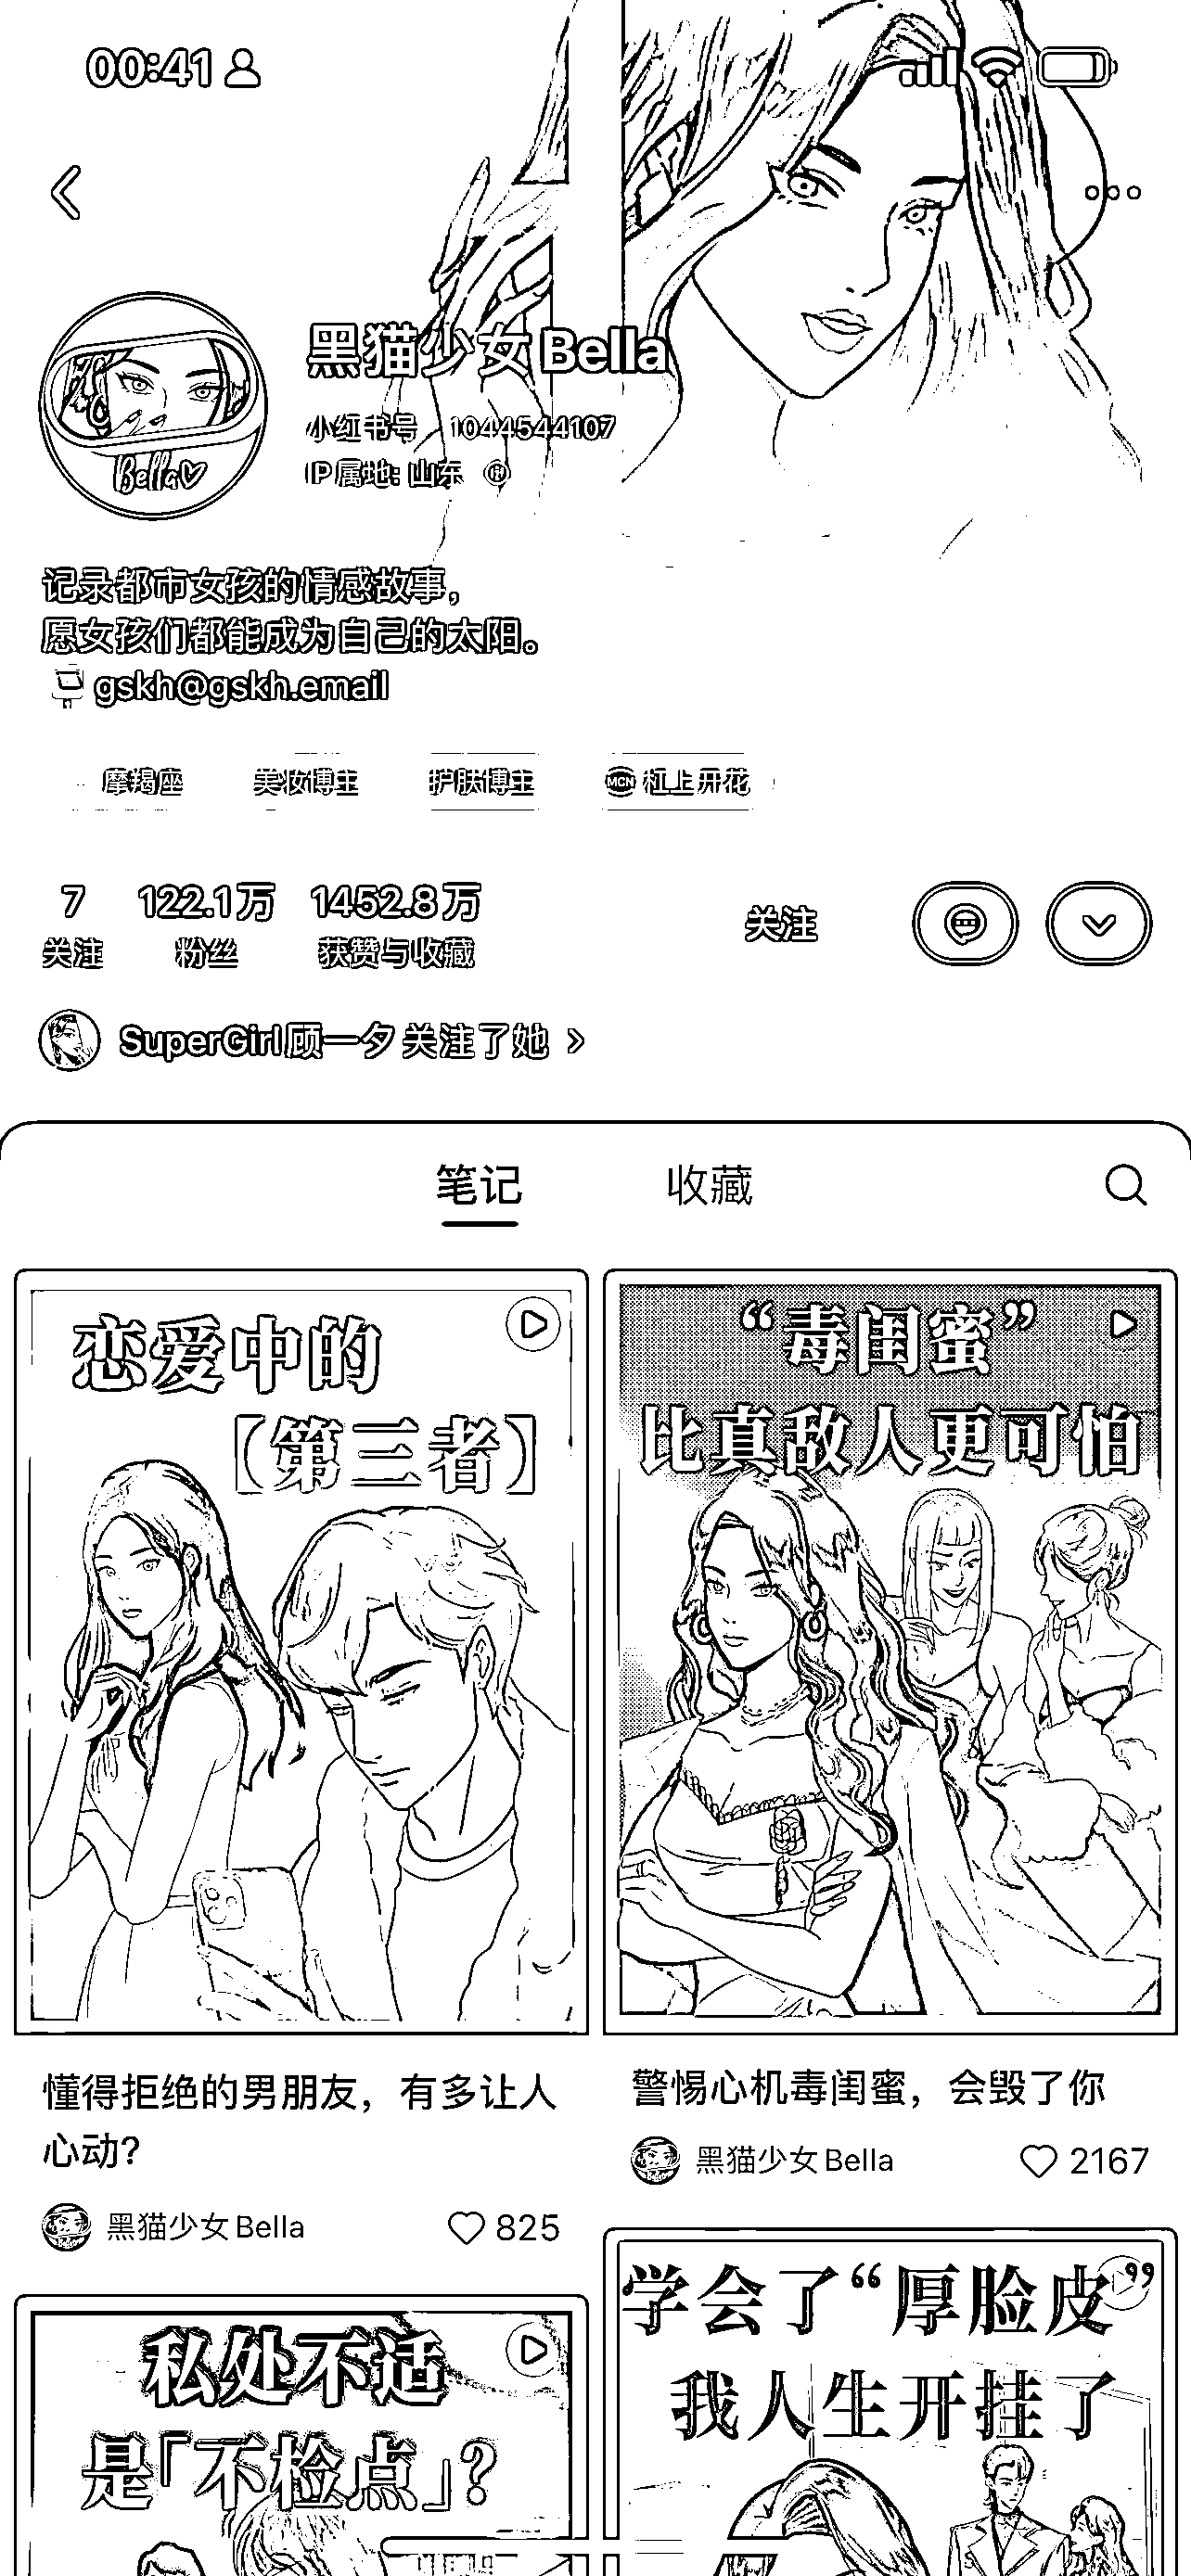 00:41
黑猫少女Bella
小红书号 1044544107
IP属地: 山东
Bella
记录都市女孩的情感故事，
愿女孩们都能成为自己的太阳。
gskh@gskh.email
摩羯座 美妆博主 护肤博主 MCN 杠上开花
7 122.1万 1452.8万
关注 粉丝 获赞与收藏
关注
SuperGirl顾一夕 关注了她
笔记 收藏
恋爱中的
【第三者】
懂得拒绝的男朋友，有多让人
心动?
黑猫少女Bella 825
“毒闺蜜”
比真敌人更可怕
警惕心机毒闺蜜，会毁了你
黑猫少女Bella 2167
私处不适
是「不检点」?
学会了“厚脸皮”
我人生开挂了